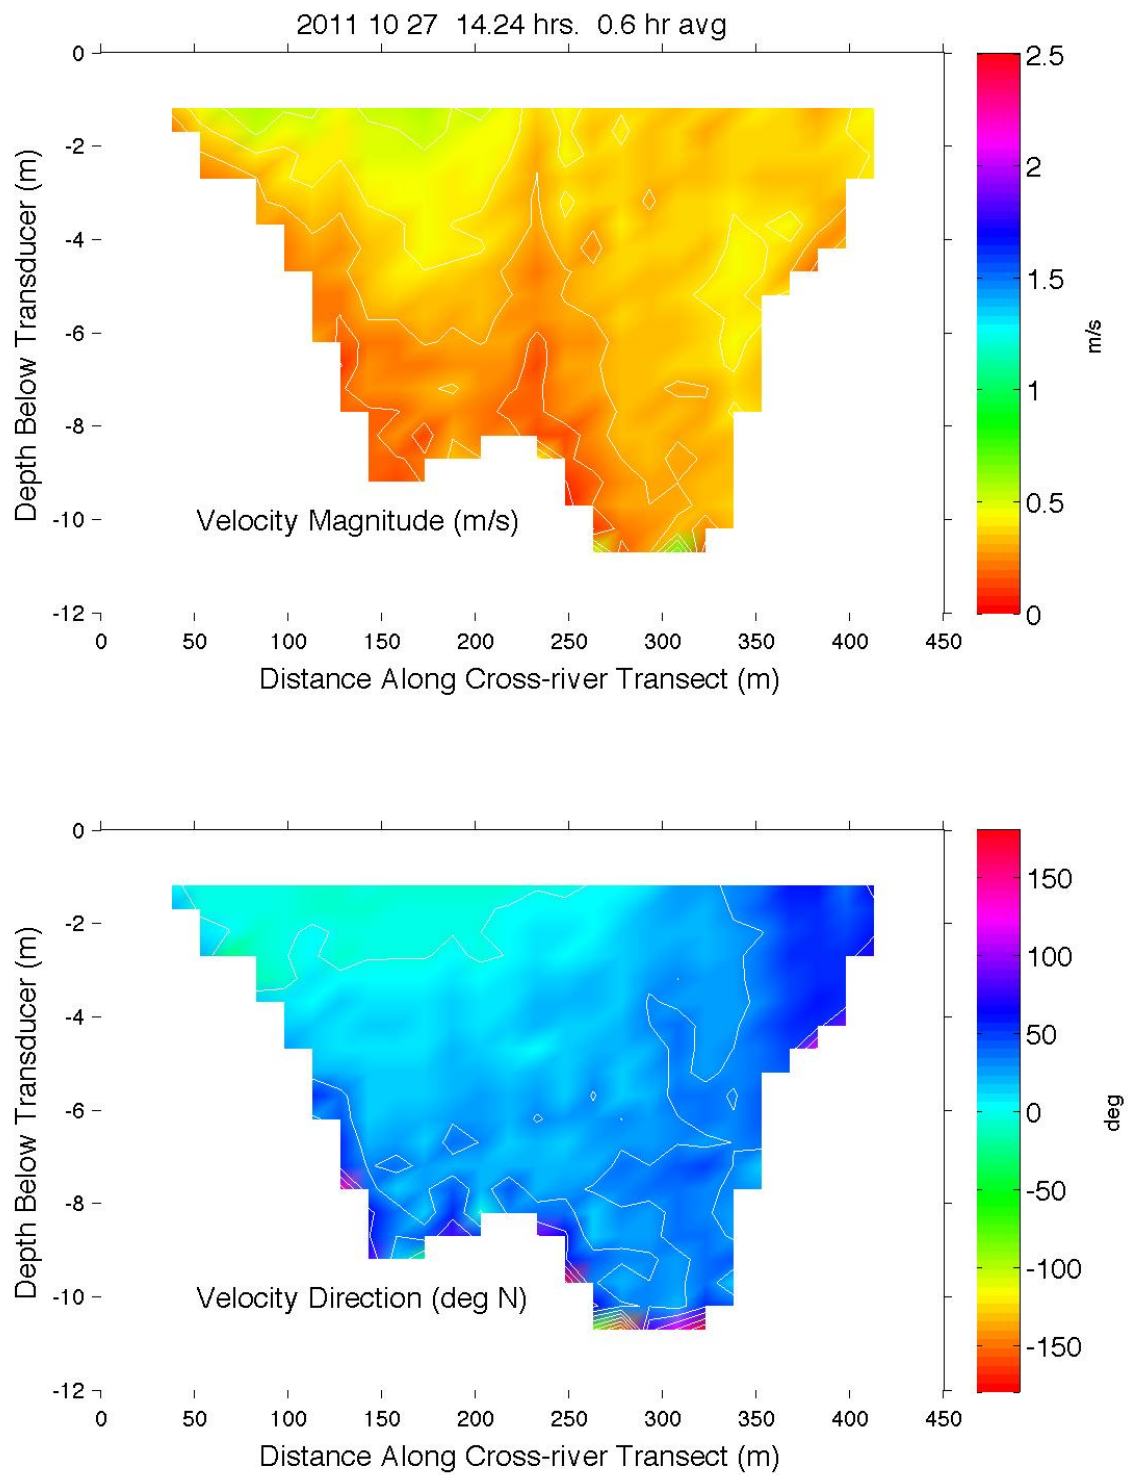 2011 10 27  14.24 hrs.  0.6 hr avg
0
-2
-4
-6
-8
-10
-12
Depth Below Transducer (m)
Velocity Magnitude (m/s)
0 50 100 150 200 250 300 350 400 450
Distance Along Cross-river Transect (m)
2.5
2
1.5
1
0.5
0
m/s
0
-2
-4
-6
-8
-10
-12
Depth Below Transducer (m)
Velocity Direction (deg N)
0 50 100 150 200 250 300 350 400 450
Distance Along Cross-river Transect (m)
150
100
50
0
-50
-100
-150
deg